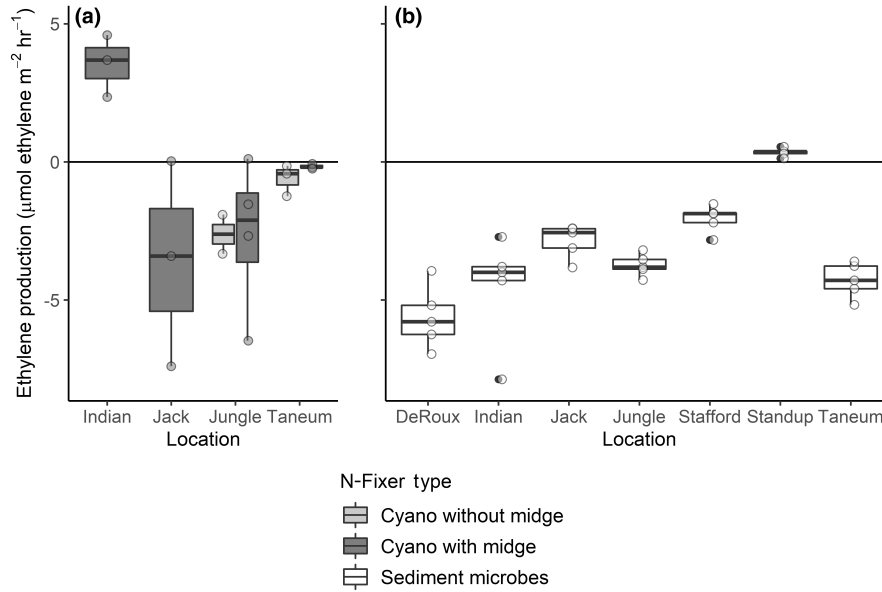 (a)
(b)
5
0
-5
Ethylene production (μmol ethylene m⁻² hr⁻¹)
Indian Jack Jungle Taneum
Location
DeRoux Indian Jack Jungle Stafford Standup Taneum
Location
N-Fixer type
Cyano without midge
Cyano with midge
Sediment microbes